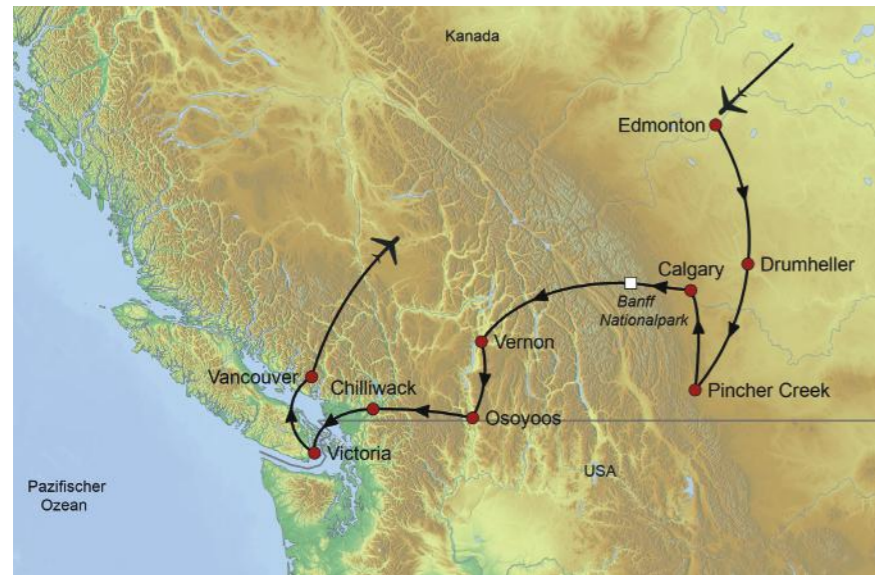 Kanada
Edmonton
Drumheller
Calgary
Banff
Nationalpark
Vernon
Pincher Creek
Vancouver
Chilliwack
Osoyoos
Victoria
USA
Pazifischer
Ozean